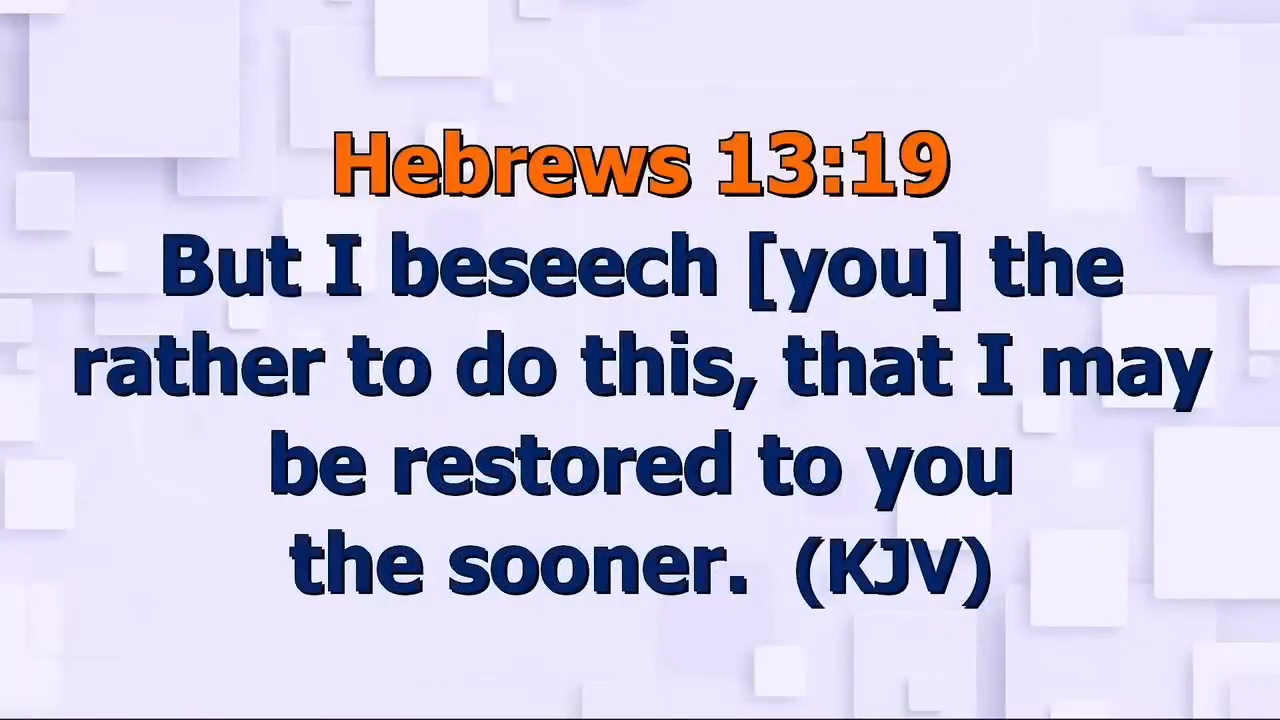 Hebrews 13:19
But I beseech [you] the
rather to do this, that I may
be restored to you
the sooner. (KJV)